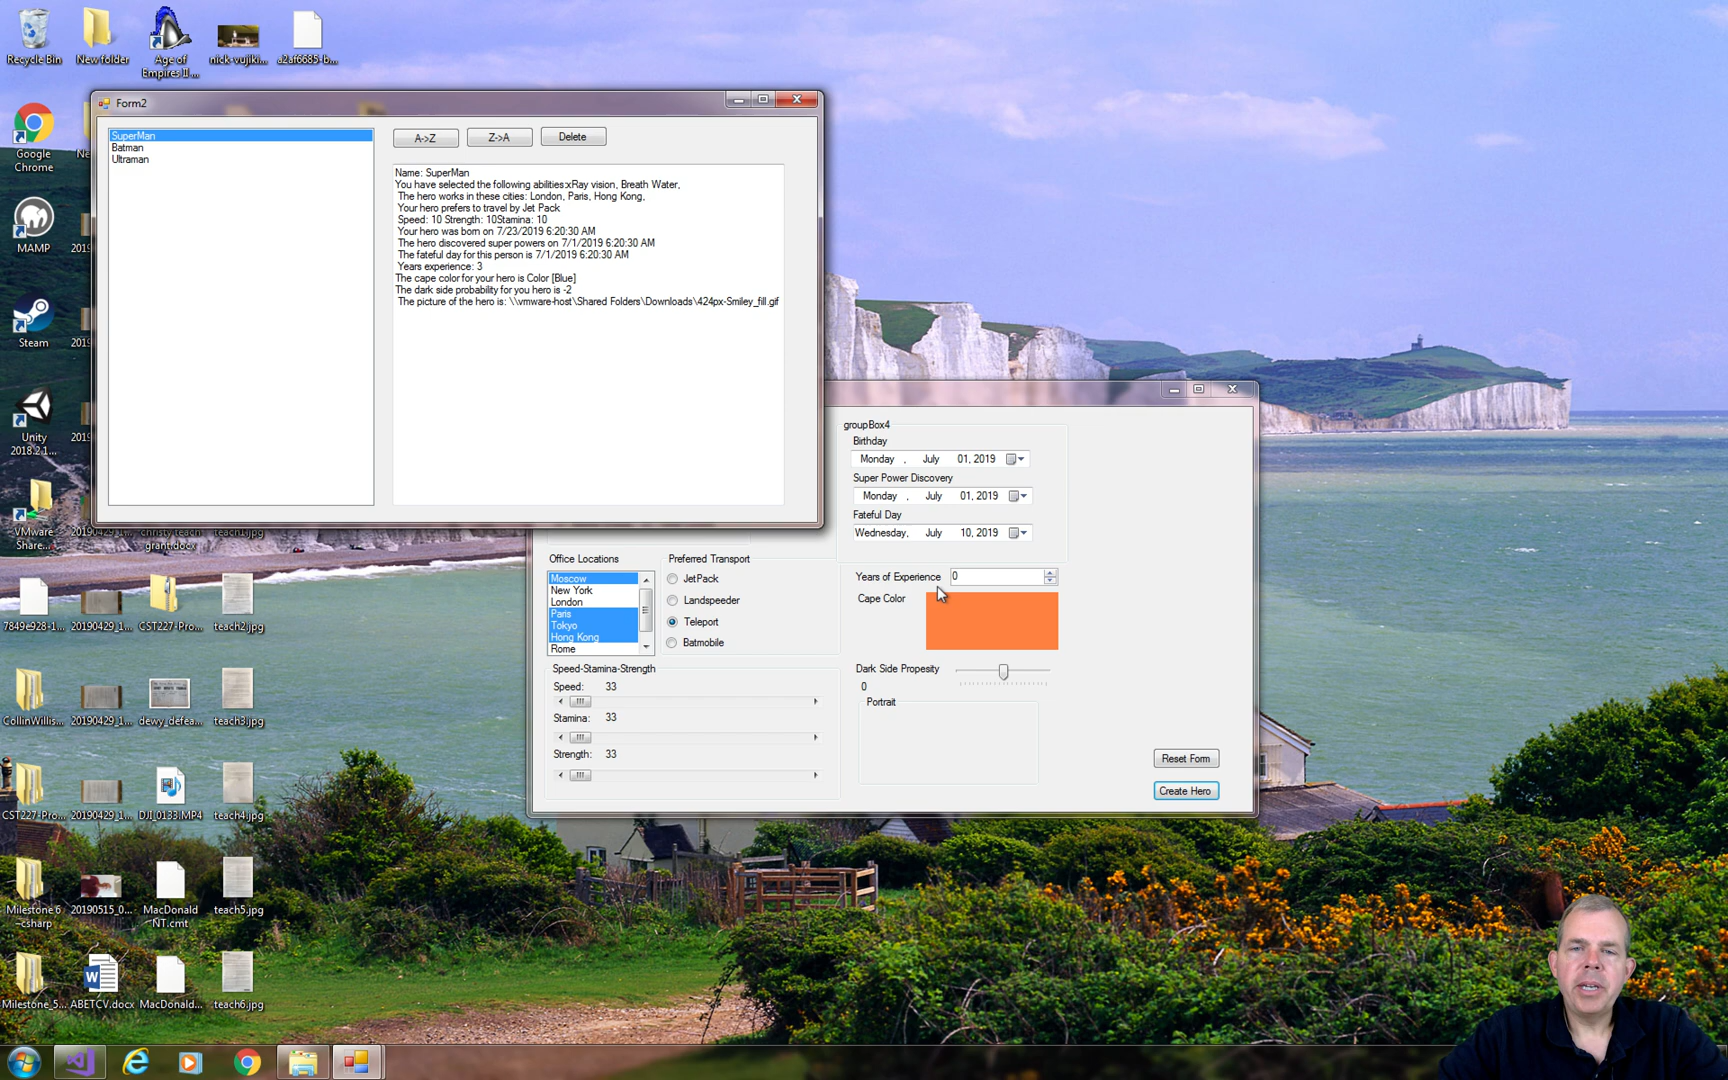 Recycle Bin
New folder
Age of
Empires II ...
nick-vujiki...
a2af6685-b...
Google
Chrome
Ne
MAMP
2019
Steam
2019
Unity
2018.2.1...
2019
VMware
Share...
20190429_1...
christy teach
grant.docx
teach1.jpg
7849e928-1...
20190429_1...
CST227-Pro...
teach2.jpg
CollinWillis...
20190429_1...
dewy_defea...
teach3.jpg
CST227-Pro...
20190429_1...
DJI_0133.MP4
teach4.jpg
Milestone 6
-csharp
20190515_0...
MacDonald
NT.cmt
teach5.jpg
Milestone_5...
ABETCV.docx
MacDonald...
teach6.jpg
Form2
SuperMan
Batman
Ultraman
A->Z
Z->A
Delete
Name: SuperMan
You have selected the following abilities:xRay vision, Breath Water,
The hero works in these cities: London, Paris, Hong Kong,
Your hero prefers to travel by Jet Pack
Speed: 10 Strength: 10Stamina: 10
Your hero was born on 7/23/2019 6:20:30 AM
The hero discovered super powers on 7/1/2019 6:20:30 AM
The fateful day for this person is 7/1/2019 6:20:30 AM
Years experience: 3
The cape color for your hero is Color [Blue]
The dark side probability for you hero is -2
The picture of the hero is: \\vmware-host\Shared Folders\Downloads\424px-Smiley_fill.gif
groupBox4
Birthday
Monday , July 01, 2019
Super Power Discovery
Monday , July 01, 2019
Fateful Day
Wednesday, July 10, 2019
Office Locations
Moscow
New York
London
Paris
Tokyo
Hong Kong
Rome
Preferred Transport
JetPack
Landspeeder
Teleport
Batmobile
Years of Experience 0
Cape Color
Speed-Stamina-Strength
Speed: 33
Stamina: 33
Strength: 33
Dark Side Propesity
0
Portrait
Reset Form
Create Hero